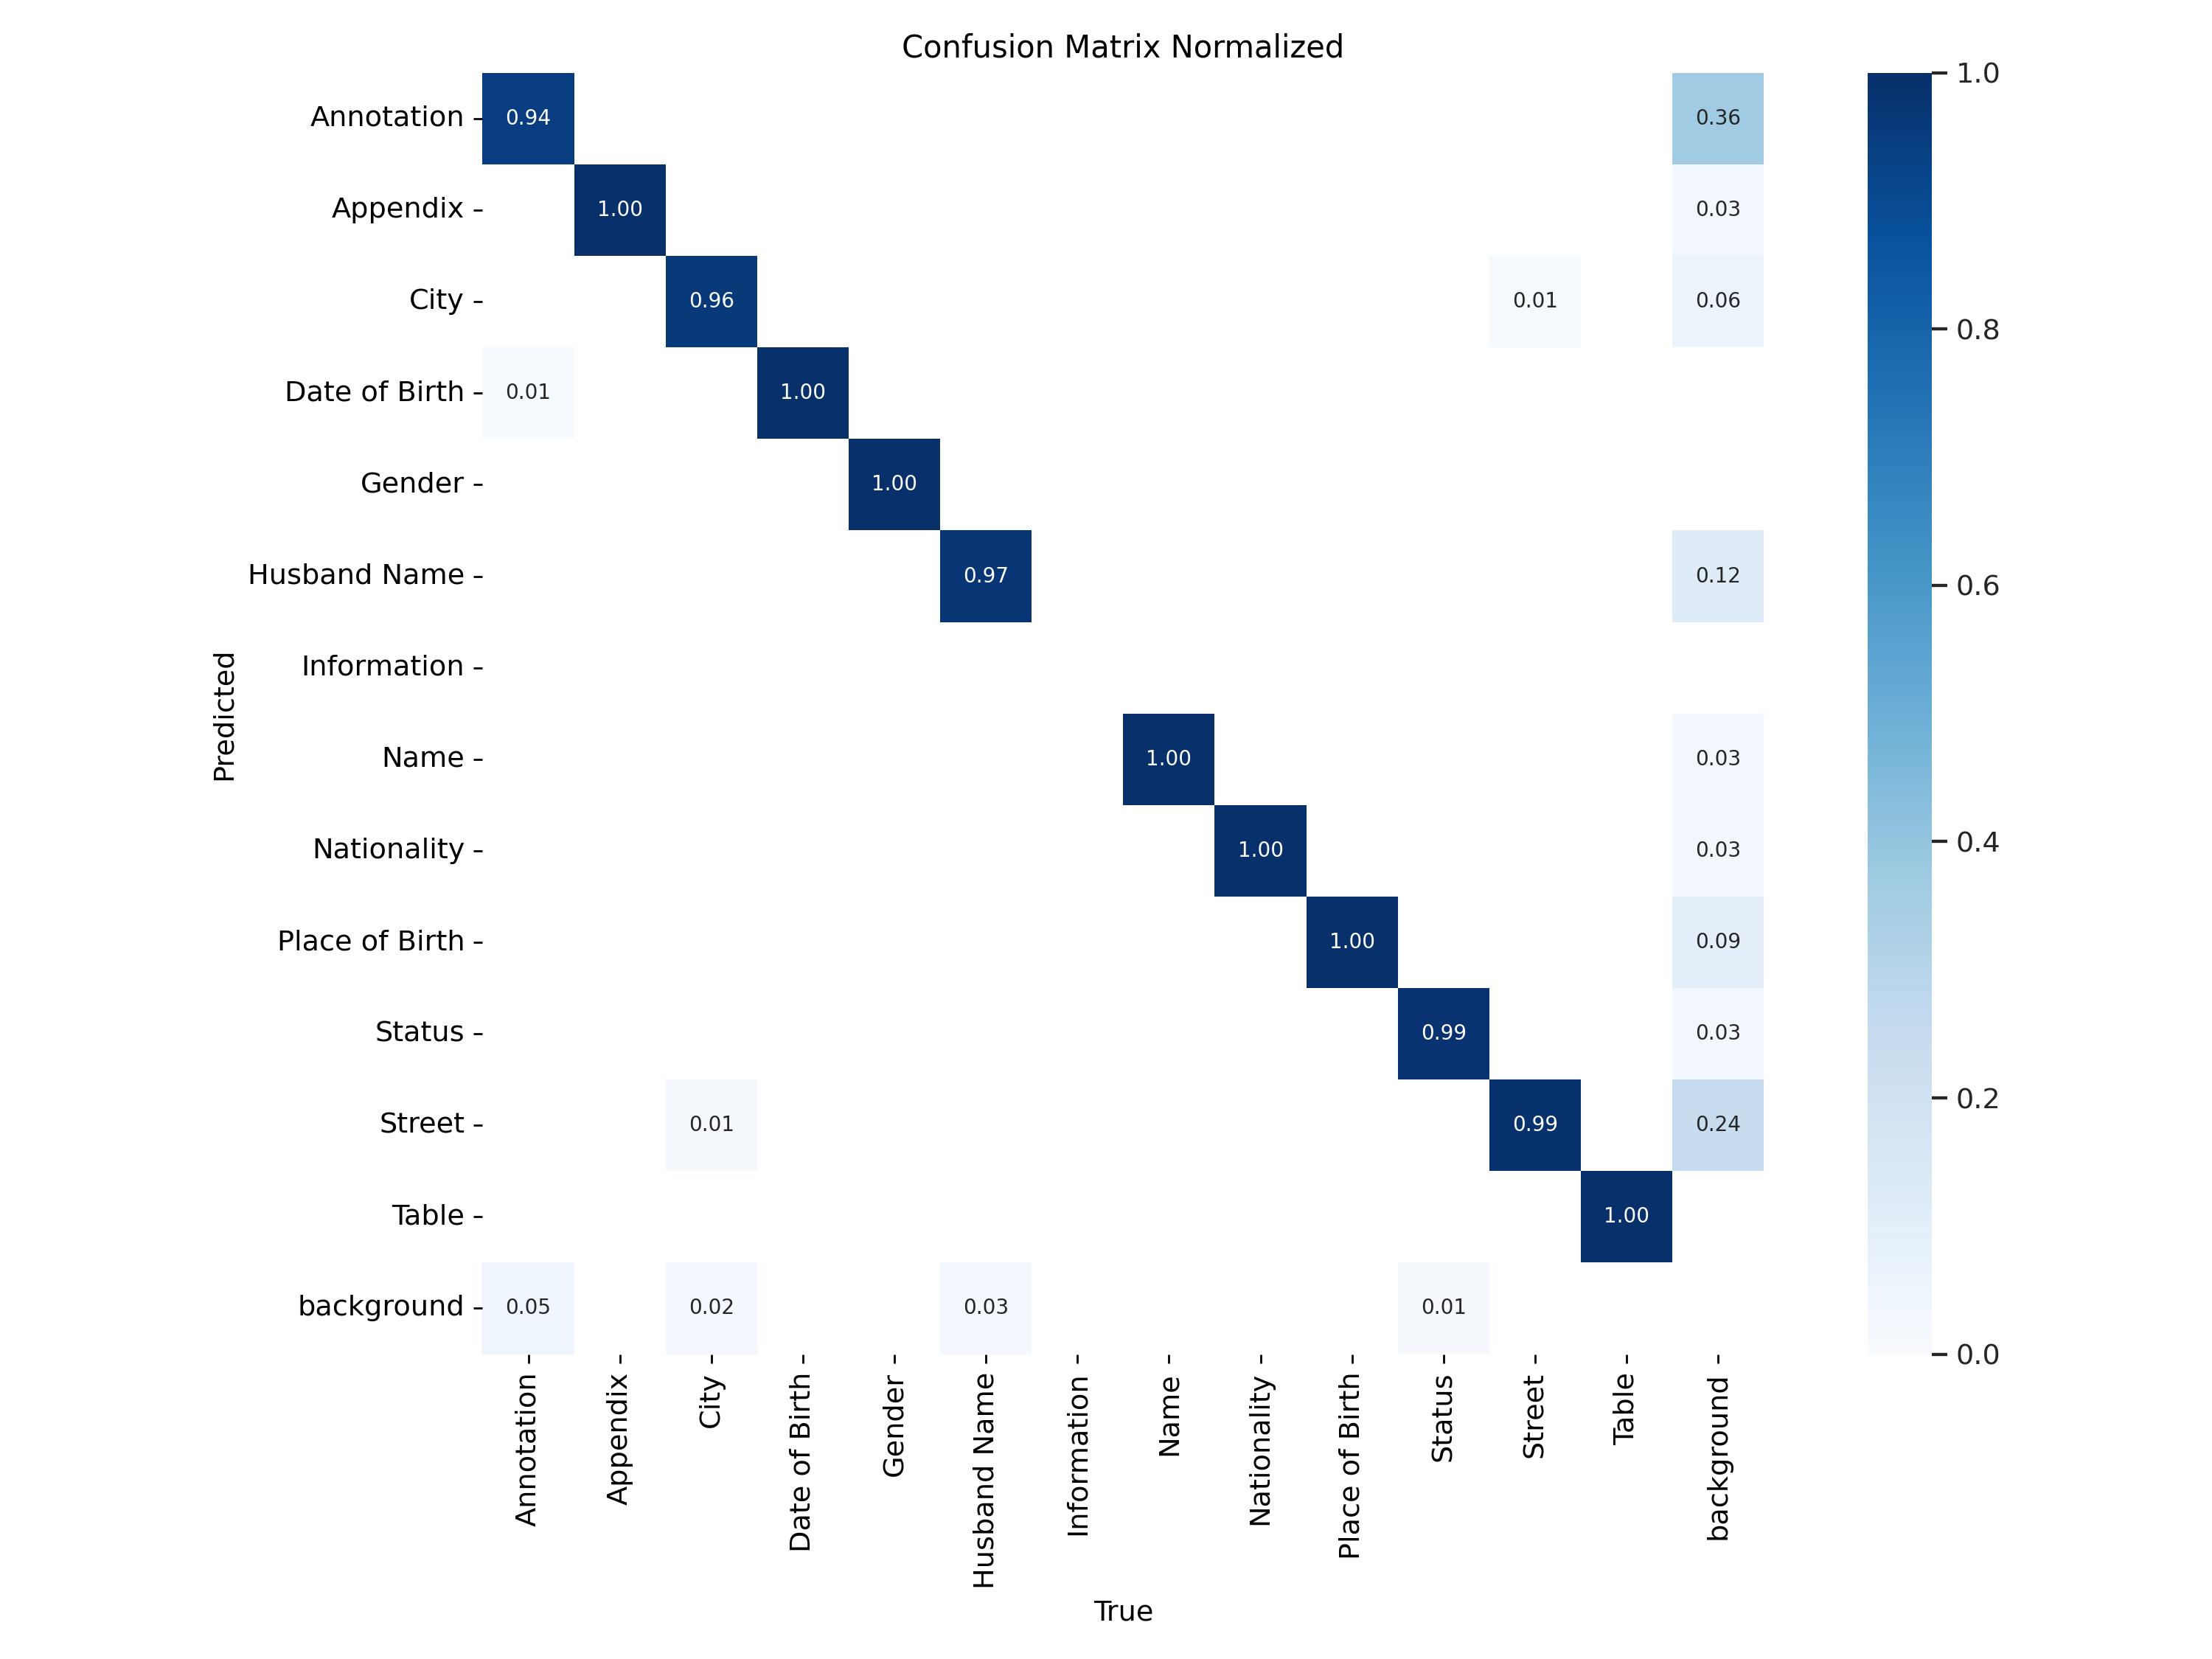 Confusion Matrix Normalized
Annotation 0.94 0.36 1.0
Appendix 1.00 0.03
City 0.96 0.01 0.06 0.8
Date of Birth 0.01 1.00
Gender 1.00
Husband Name 0.97 0.12 0.6
Information
Predicted
Name 1.00 0.03
Nationality 1.00 0.03 0.4
Place of Birth 1.00 0.09
Status 0.99 0.03
Street 0.01 0.99 0.24 0.2
Table 1.00
background 0.05 0.02 0.03 0.01 0.0
Annotation Appendix City Date of Birth Gender Husband Name Information Name Nationality Place of Birth Status Street Table background
True